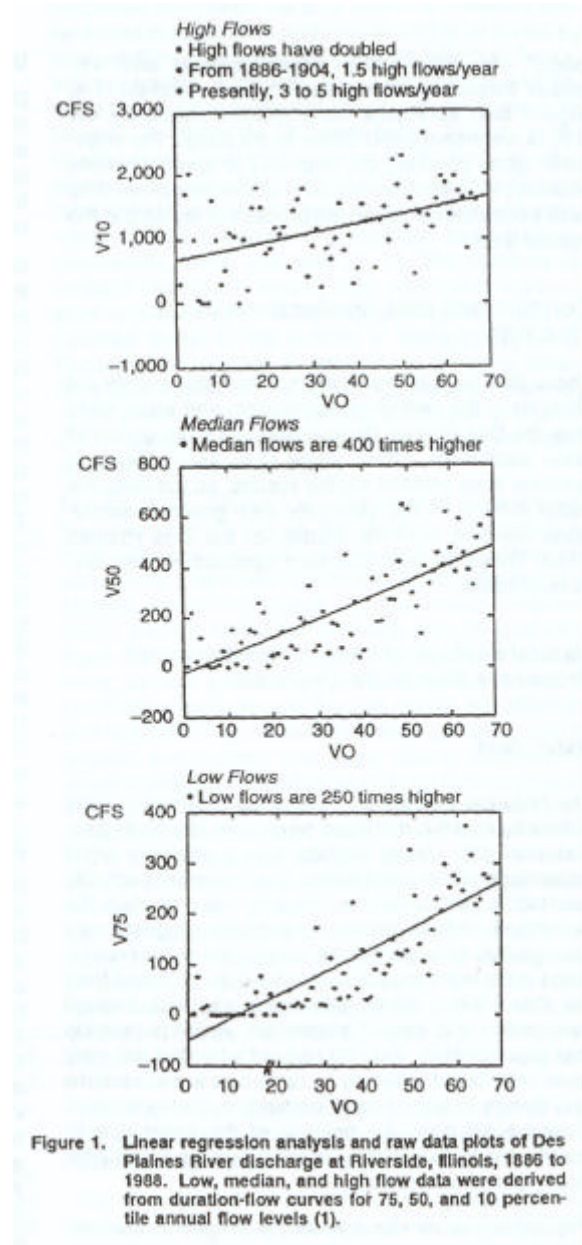 High Flows
• High flows have doubled
• From 1886-1904, 1.5 high flows/year
• Presently, 3 to 5 high flows/year
CFS
3,000
2,000
1,000
0
−1,000
V10
0 10 20 30 40 50 60 70
VO
Median Flows
• Median flows are 400 times higher
CFS
800
600
400
200
0
−200
V50
0 10 20 30 40 50 60 70
VO
Low Flows
• Low flows are 250 times higher
CFS
400
300
200
100
0
−100
V75
0 10 20 30 40 50 60 70
VO
Figure 1. Linear regression analysis and raw data plots of Des
Plaines River discharge at Riverside, Illinois, 1886 to
1988. Low, median, and high flow data were derived
from duration-flow curves for 75, 50, and 10 percen-
tile annual flow levels (1).